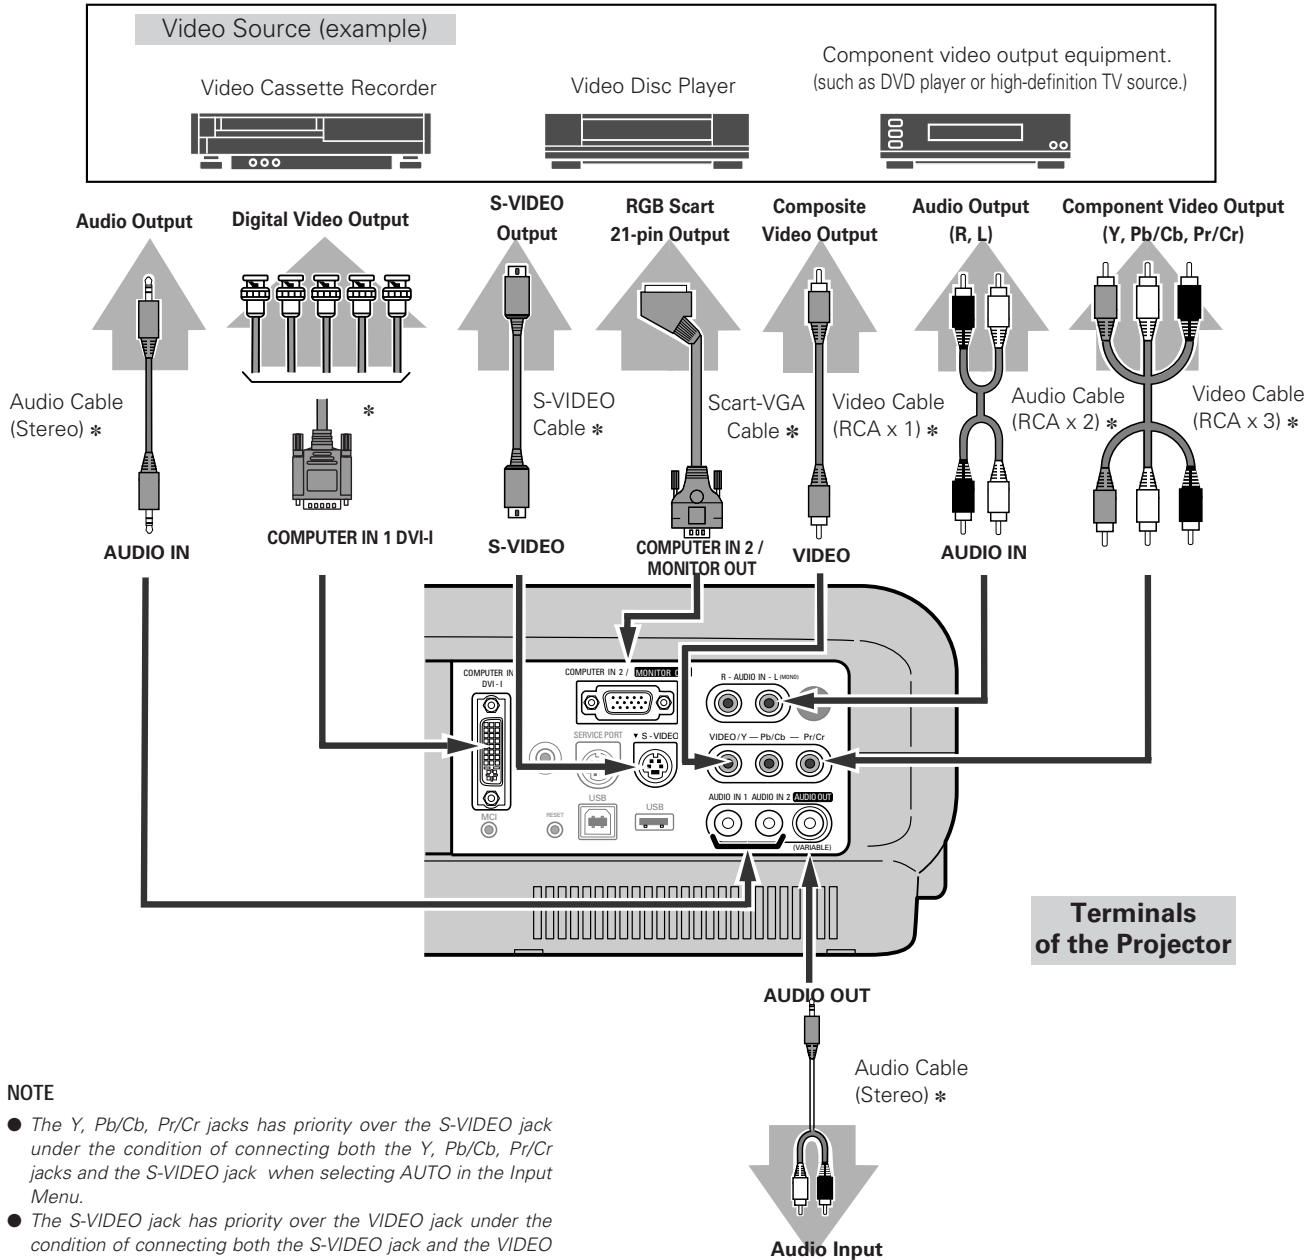 Video Source (example)
Video Cassette Recorder
Video Disc Player
Component video output equipment.
(such as DVD player or high-definition TV source.)
Audio Output
Digital Video Output
S-VIDEO
Output
RGB Scart
21-pin Output
Composite
Video Output
Audio Output
(R, L)
Component Video Output
(Y, Pb/Cb, Pr/Cr)
Audio Cable
(Stereo) *
*
S-VIDEO
Cable *
Scart-VGA
Cable *
Video Cable
(RCA x 1) *
Audio Cable
(RCA x 2) *
Video Cable
(RCA x 3) *
AUDIO IN
COMPUTER IN 1 DVI-I
S-VIDEO
COMPUTER IN 2 /
MONITOR OUT
VIDEO
AUDIO IN
COMPUTER IN
DVI - I
COMPUTER IN 2 / MONITOR
R - AUDIO IN - L (MONO)
SERVICE PORT
▼ S - VIDEO
VIDEO / Y — Pb/Cb — Pr/Cr
USB
USB
AUDIO IN 1 AUDIO IN 2 AUDIO OUT
MCI
RESET
(VARIABLE)
Terminals
of the Projector
AUDIO OUT
Audio Cable
(Stereo) *
Audio Input
NOTE
● The Y, Pb/Cb, Pr/Cr jacks has priority over the S-VIDEO jack
under the condition of connecting both the Y, Pb/Cb, Pr/Cr
jacks and the S-VIDEO jack when selecting AUTO in the Input
Menu.
● The S-VIDEO jack has priority over the VIDEO jack under the
condition of connecting both the S-VIDEO jack and the VIDEO